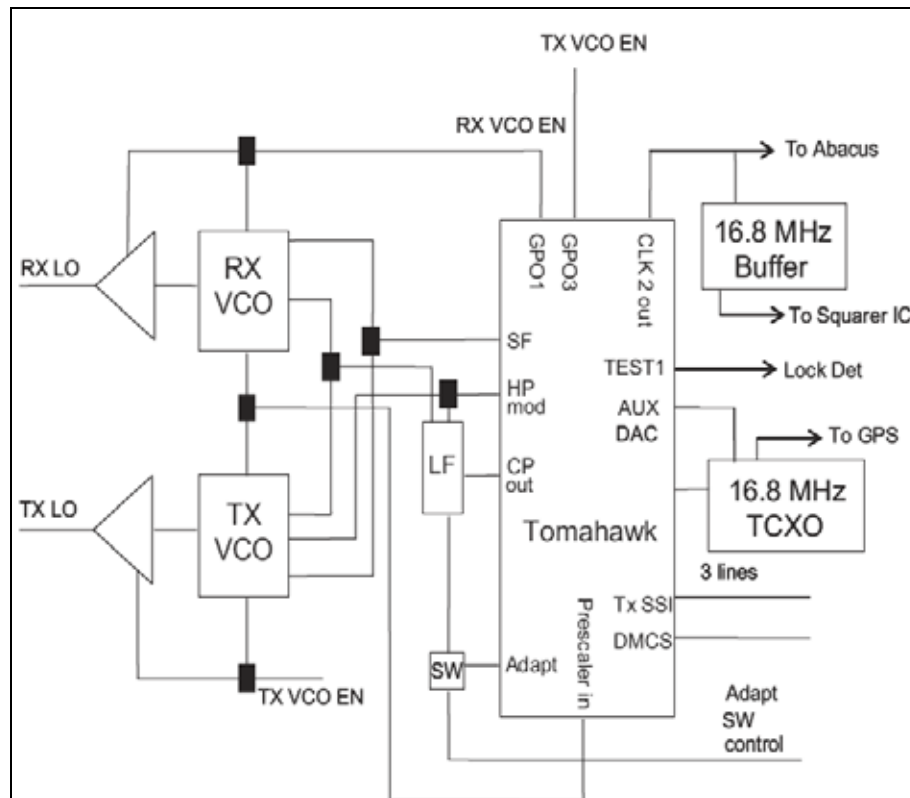 TX VCO EN
RX VCO EN
To Abacus
GPO1
GPO3
CLK 2 out
16.8 MHz
Buffer
RX LO
RX
VCO
To Squarer IC
SF
TEST1
Lock Det
HP
mod
AUX
DAC
To GPS
LF
CP
out
16.8 MHz
TCXO
TX LO
TX
VCO
Tomahawk
3 lines
Prescaler in
Tx SSI
DMCS
SW
Adapt
TX VCO EN
Adapt
SW
control